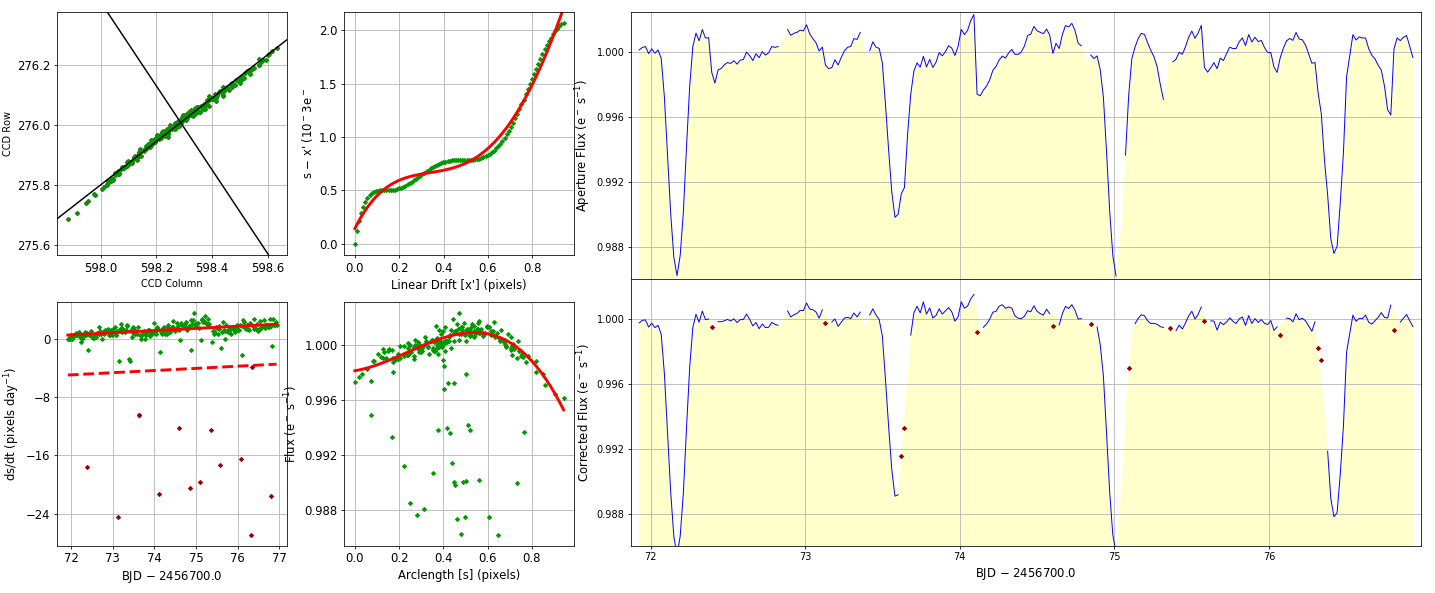 276.2
276.0
275.8
275.6
CCD Row
598.0 598.2 598.4 598.6
CCD Column
2.0
1.5
1.0
0.5
0.0
s − x' (10⁻3e⁻
0.0 0.2 0.4 0.6 0.8
Linear Drift [x'] (pixels)
1.000
0.996
0.992
0.988
Aperture Flux (e⁻ s⁻¹)
0
−8
−16
−24
ds/dt (pixels day⁻¹)
72 73 74 75 76 77
BJD − 2456700.0
1.000
0.996
0.992
0.988
Flux (e⁻ s⁻¹)
0.0 0.2 0.4 0.6 0.8
Arclength [s] (pixels)
1.000
0.996
0.992
0.988
Corrected Flux (e⁻ s⁻¹)
72 73 74 75 76
BJD − 2456700.0